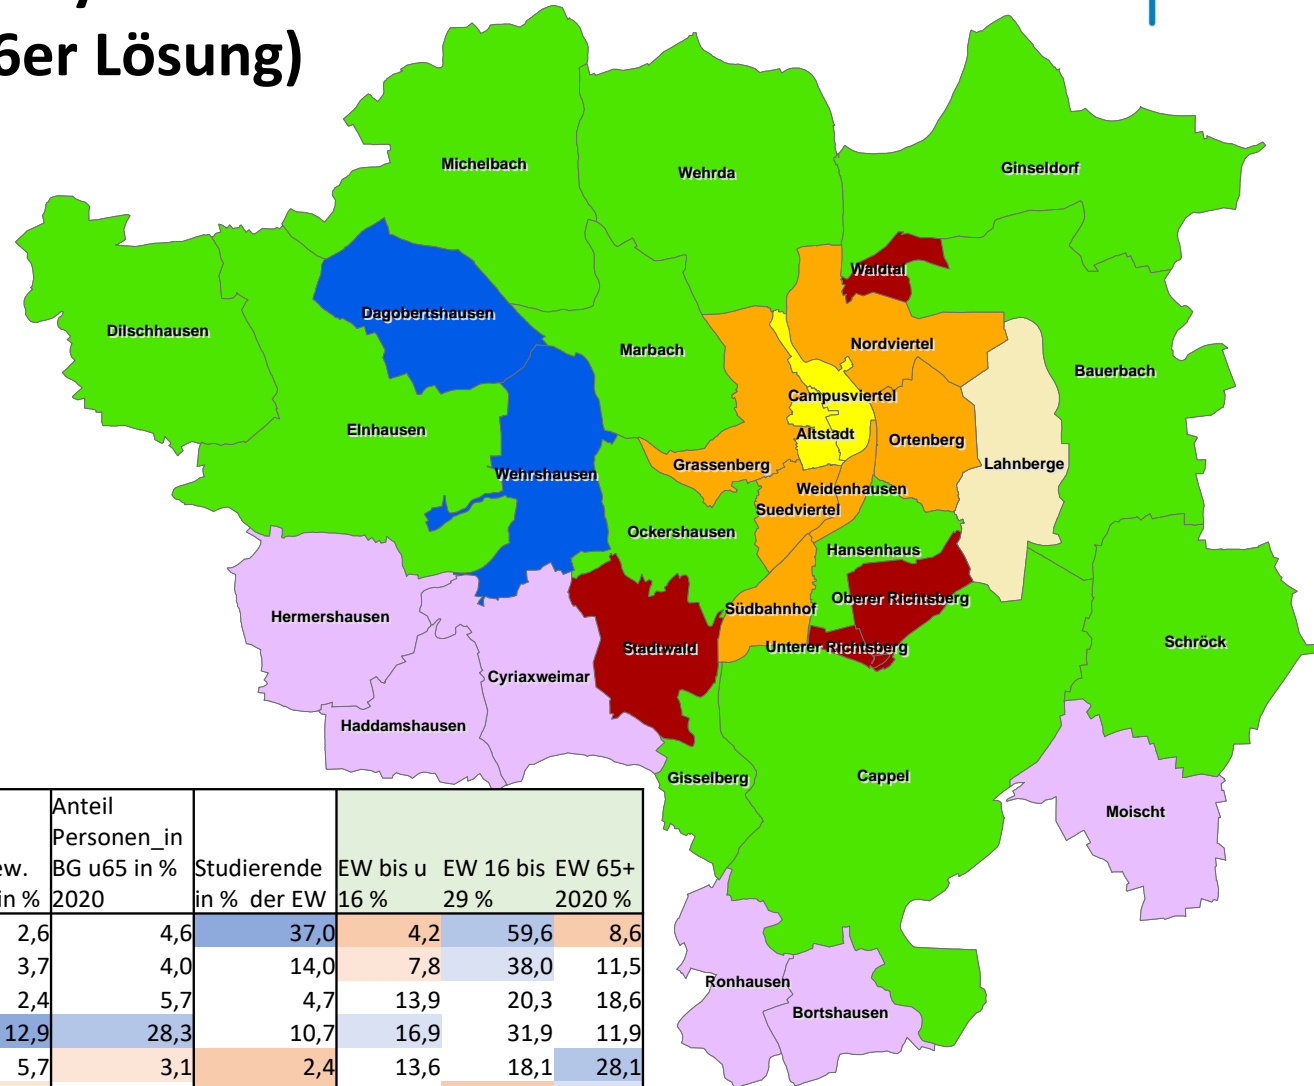 6er Lösung)
Michelbach
Wehrda
Ginseldorf
Waldtal
Dagobertshausen
Dilschhausen
Marbach
Nordviertel
Bauerbach
Campusviertel
Elnhausen
Altstadt
Ortenberg
Grassenberg
Lahnberge
Wehrshausen
Weidenhausen
Suedviertel
Ockershausen
Hansenhaus
Oberer Richtsberg
Südbahnhof
Hermershausen
Schröck
Stadtwald
Unterer Richtsberg
Cyriaxweimar
Haddamshausen
Gisselberg
Cappel
Moischt
Ronhausen
Bortshausen
Anteil
Personen_in
ew. BG u65 in % Studierende EW bis u EW 16 bis EW 65+
in % 2020 in % der EW 16 % 29 % 2020 %
2,6 4,6 37,0 4,2 59,6 8,6
3,7 4,0 14,0 7,8 38,0 11,5
2,4 5,7 4,7 13,9 20,3 18,6
12,9 28,3 10,7 16,9 31,9 11,9
5,7 3,1 2,4 13,6 18,1 28,1